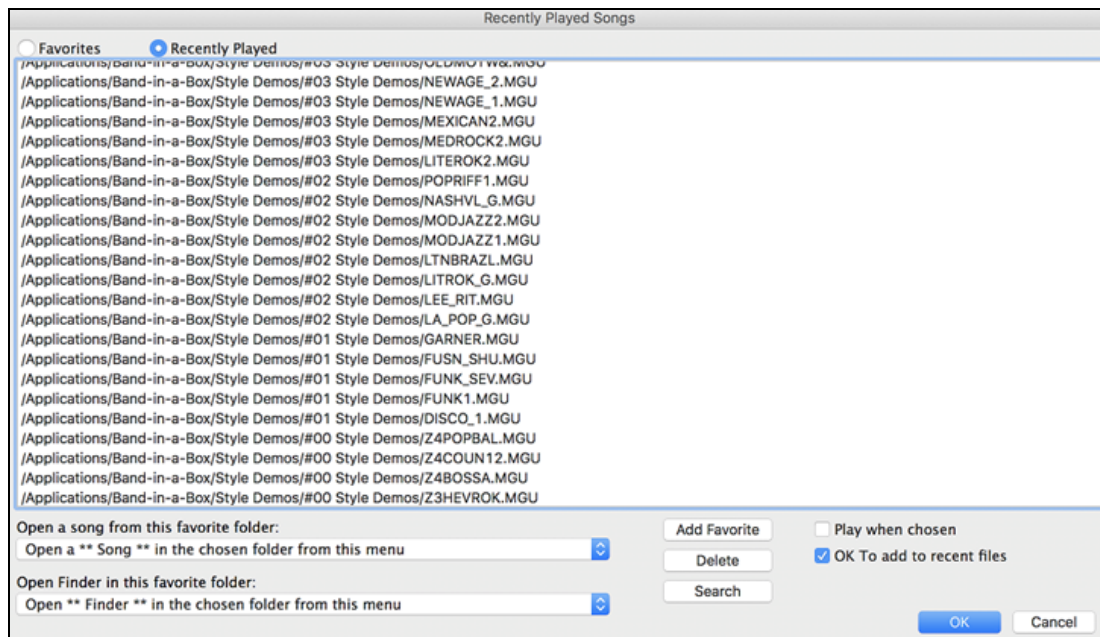 Recently Played Songs
Favorites Recently Played
/Applications/Band-in-a-Box/Style Demos/#03 Style Demos/OLDMOTW&.MGU
/Applications/Band-in-a-Box/Style Demos/#03 Style Demos/NEWAGE_2.MGU
/Applications/Band-in-a-Box/Style Demos/#03 Style Demos/NEWAGE_1.MGU
/Applications/Band-in-a-Box/Style Demos/#03 Style Demos/MEXICAN2.MGU
/Applications/Band-in-a-Box/Style Demos/#03 Style Demos/MEDROCK2.MGU
/Applications/Band-in-a-Box/Style Demos/#03 Style Demos/LITEROK2.MGU
/Applications/Band-in-a-Box/Style Demos/#02 Style Demos/POPRIFF1.MGU
/Applications/Band-in-a-Box/Style Demos/#02 Style Demos/NASHVL_G.MGU
/Applications/Band-in-a-Box/Style Demos/#02 Style Demos/MODJAZZ2.MGU
/Applications/Band-in-a-Box/Style Demos/#02 Style Demos/MODJAZZ1.MGU
/Applications/Band-in-a-Box/Style Demos/#02 Style Demos/LTNBRAZL.MGU
/Applications/Band-in-a-Box/Style Demos/#02 Style Demos/LITROK_G.MGU
/Applications/Band-in-a-Box/Style Demos/#02 Style Demos/LEE_RIT.MGU
/Applications/Band-in-a-Box/Style Demos/#02 Style Demos/LA_POP_G.MGU
/Applications/Band-in-a-Box/Style Demos/#01 Style Demos/GARNER.MGU
/Applications/Band-in-a-Box/Style Demos/#01 Style Demos/FUSN_SHU.MGU
/Applications/Band-in-a-Box/Style Demos/#01 Style Demos/FUNK_SEV.MGU
/Applications/Band-in-a-Box/Style Demos/#01 Style Demos/FUNK1.MGU
/Applications/Band-in-a-Box/Style Demos/#01 Style Demos/DISCO_1.MGU
/Applications/Band-in-a-Box/Style Demos/#00 Style Demos/Z4POPBAL.MGU
/Applications/Band-in-a-Box/Style Demos/#00 Style Demos/Z4COUN12.MGU
/Applications/Band-in-a-Box/Style Demos/#00 Style Demos/Z4BOSSA.MGU
/Applications/Band-in-a-Box/Style Demos/#00 Style Demos/Z3HEVROK.MGU
Open a song from this favorite folder:
Open a ** Song ** in the chosen folder from this menu
Open Finder in this favorite folder:
Open ** Finder ** in the chosen folder from this menu
Add Favorite
Delete
Search
Play when chosen
OK To add to recent files
OK Cancel